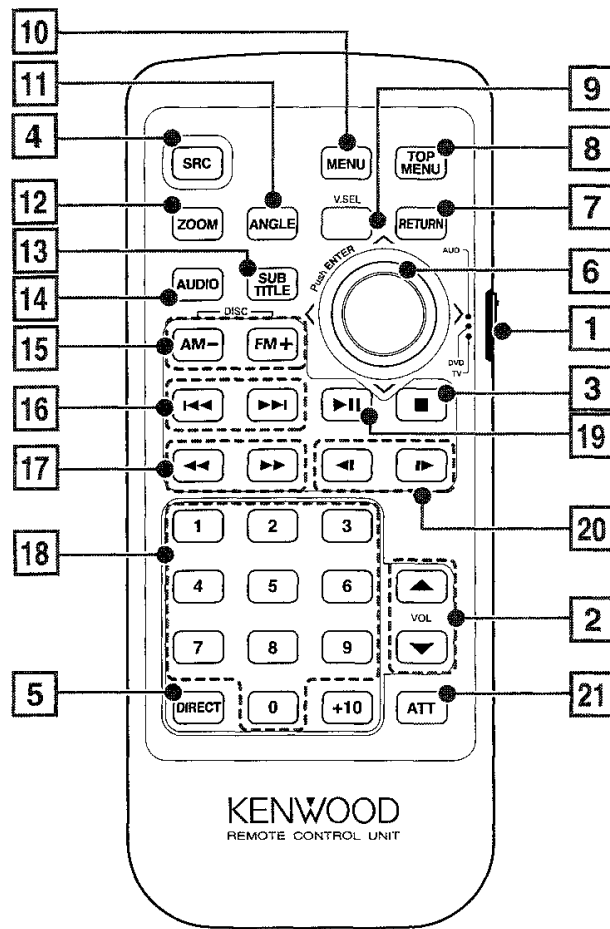 10
11
9
4
8
SRC
MENU
TOP
MENU
V.SEL
12
7
ZOOM
ANGLE
RETURN
13
AUD
Push ENTER
6
AUDIO
SUB
TITLE
14
DISC
1
15
AM−
FM+
DVD
TV
3
16
19
17
20
18
1 2 3
4 5 6
VOL
2
7 8 9
5
DIRECT
0
+10
ATT
21
KENWOOD
REMOTE CONTROL UNIT